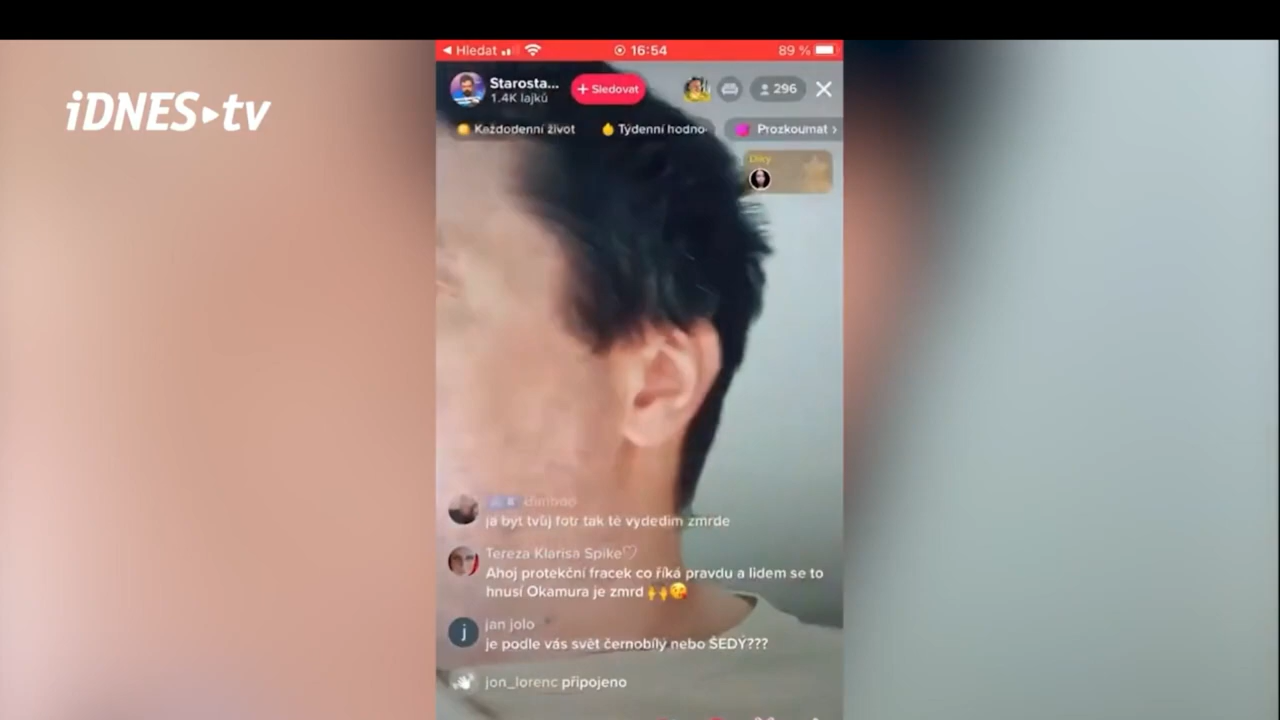 iDNES tv
Hledat 16:54 89 %
Starosta... + Sledovat 296
1.4K lajků
Každodenní život Týdenní hodno Prozkoumat ›
Díky
ja byt tvůj fotr tak tě vydedim zmrde
Tereza Klarisa Spike♡
Ahoj protekční fracek co říká pravdu a lidem se to
hnusí Okamura je zmrd 🙌😘
j jan jolo
je podle vás svět černobílý nebo ŠEDÝ???
jon_lorenc připojeno